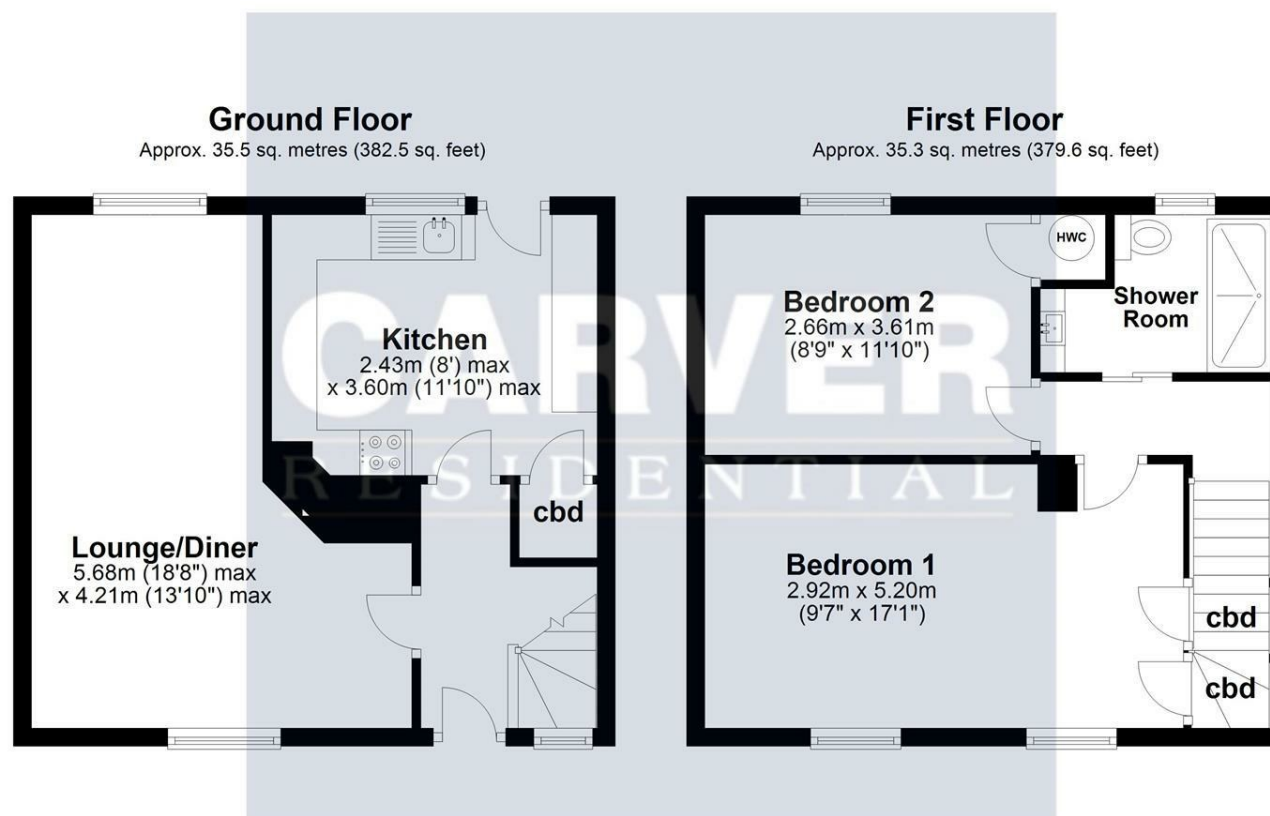 Ground Floor
Approx. 35.5 sq. metres (382.5 sq. feet)
Kitchen
2.43m (8') max
x 3.60m (11'10") max
cbd
Lounge/Diner
5.68m (18'8") max
x 4.21m (13'10") max
First Floor
Approx. 35.3 sq. metres (379.6 sq. feet)
HWC
Bedroom 2
2.66m x 3.61m
(8'9" x 11'10")
Shower
Room
Bedroom 1
2.92m x 5.20m
(9'7" x 17'1")
cbd
cbd
CARVER
RESIDENTIAL